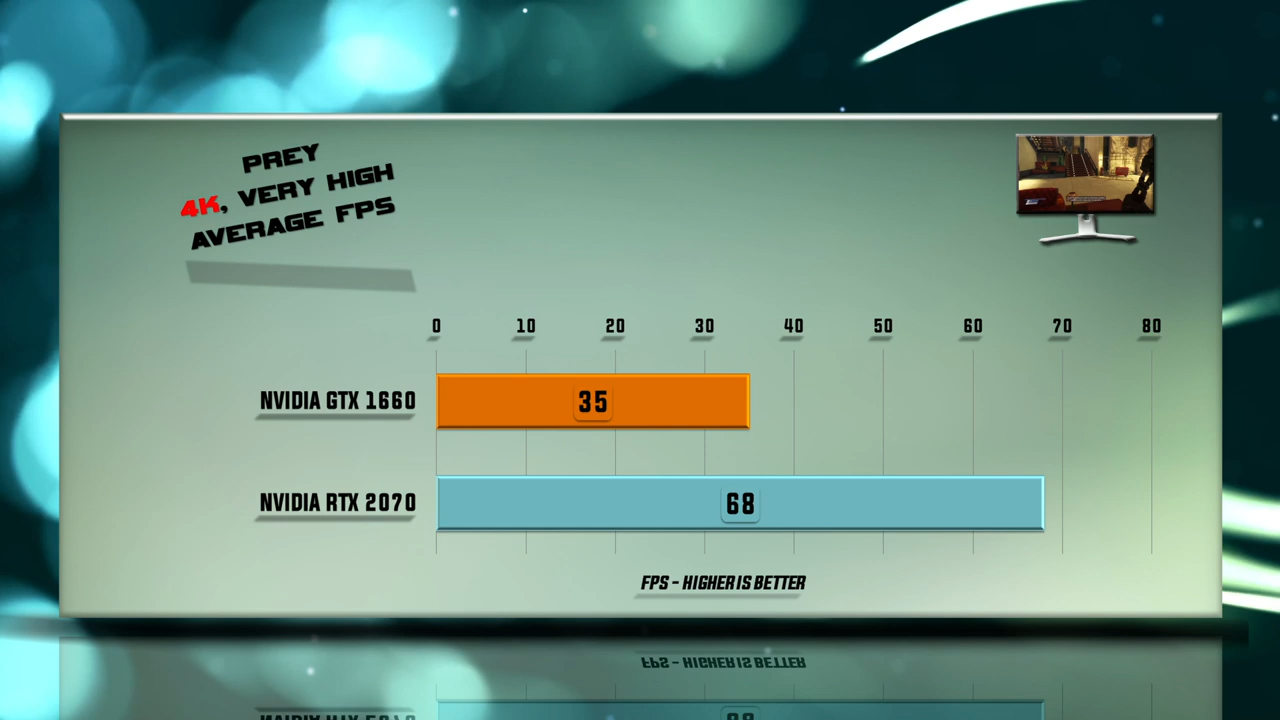 PREY
4K, VERY HIGH
AVERAGE FPS
0 10 20 30 40 50 60 70 80
NVIDIA GTX 1660 35
NVIDIA RTX 2070 68
FPS - HIGHER IS BETTER